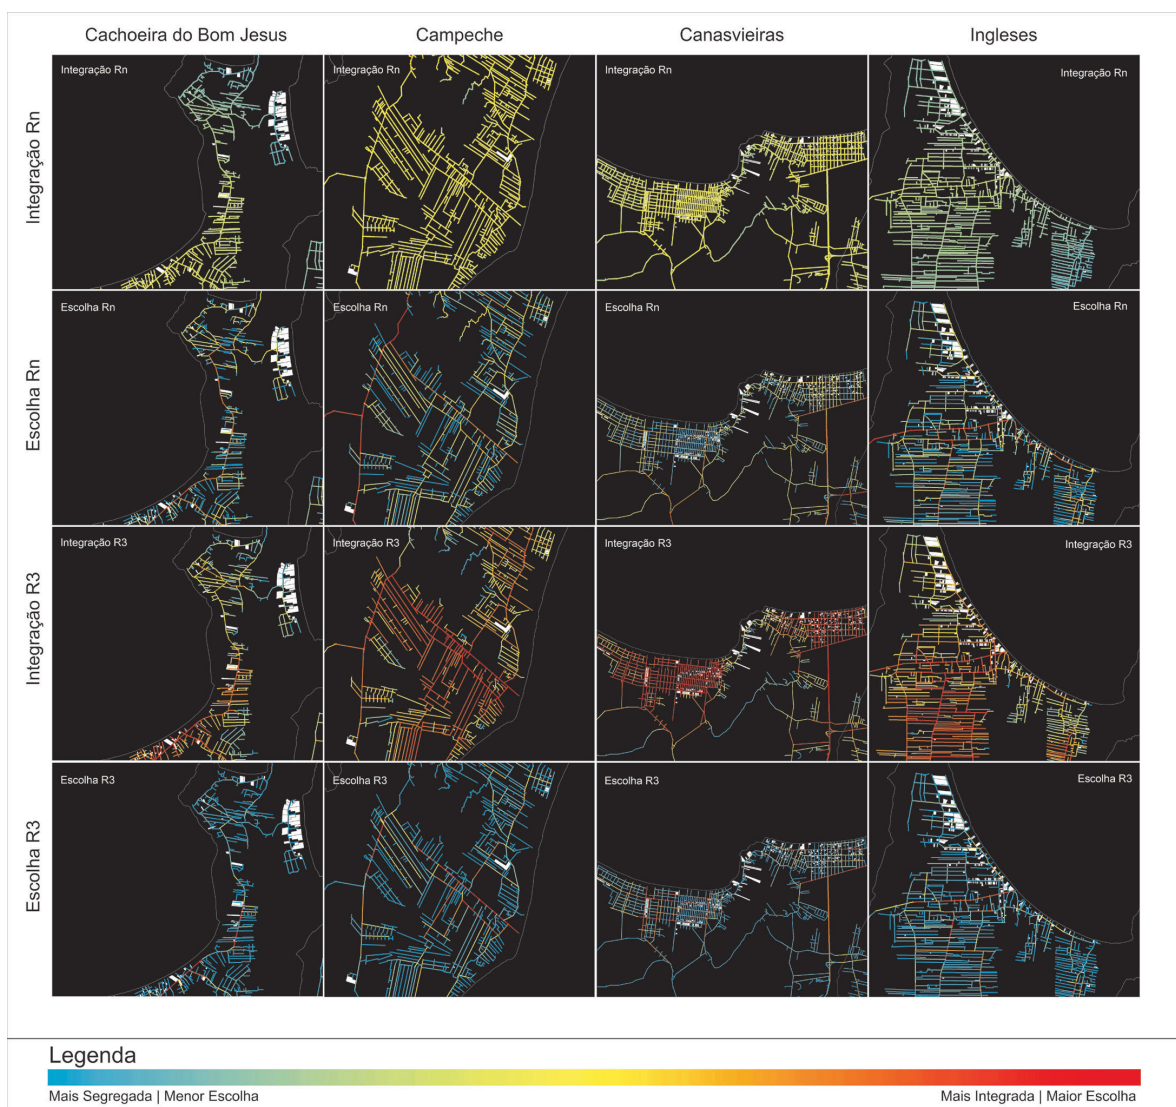 Cachoeira do Bom Jesus Campeche Canasvieiras Ingleses
Integração Rn
Integração Rn Integração Rn Integração Rn Integração Rn
Escolha Rn
Escolha Rn Escolha Rn Escolha Rn Escolha Rn
Integração R3
Integração R3 Integração R3 Integração R3 Integração R3
Escolha R3
Escolha R3 Escolha R3 Escolha R3 Escolha R3
Legenda
Mais Segregada | Menor Escolha Mais Integrada | Maior Escolha